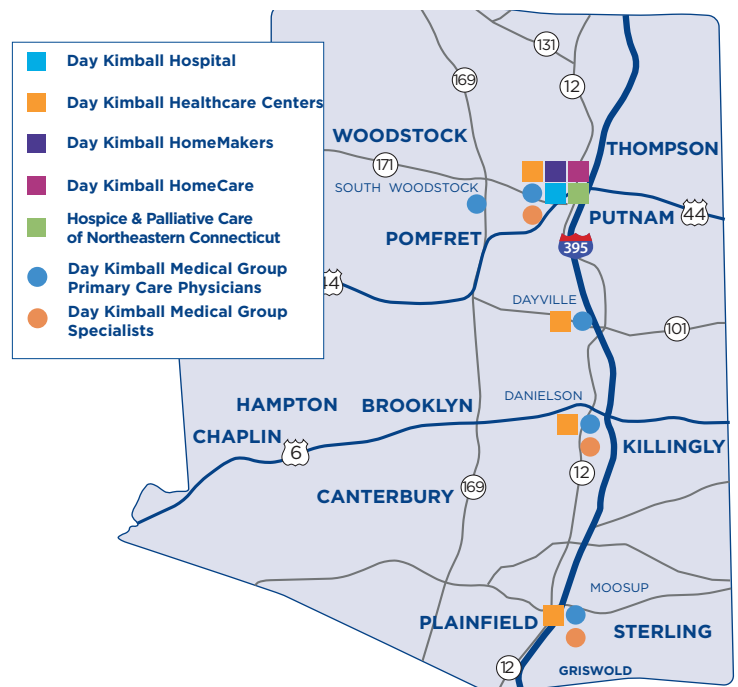 Day Kimball Hospital
Day Kimball Healthcare Centers
Day Kimball HomeMakers
Day Kimball HomeCare
Hospice & Palliative Care
of Northeastern Connecticut
Day Kimball Medical Group
Primary Care Physicians
Day Kimball Medical Group
Specialists
131
169
12
WOODSTOCK
THOMPSON
171
SOUTH WOODSTOCK
PUTNAM
44
POMFRET
395
44
DAYVILLE
101
DANIELSON
HAMPTON
BROOKLYN
CHAPLIN
6
KILLINGLY
12
169
CANTERBURY
MOOSUP
PLAINFIELD
STERLING
12
GRISWOLD